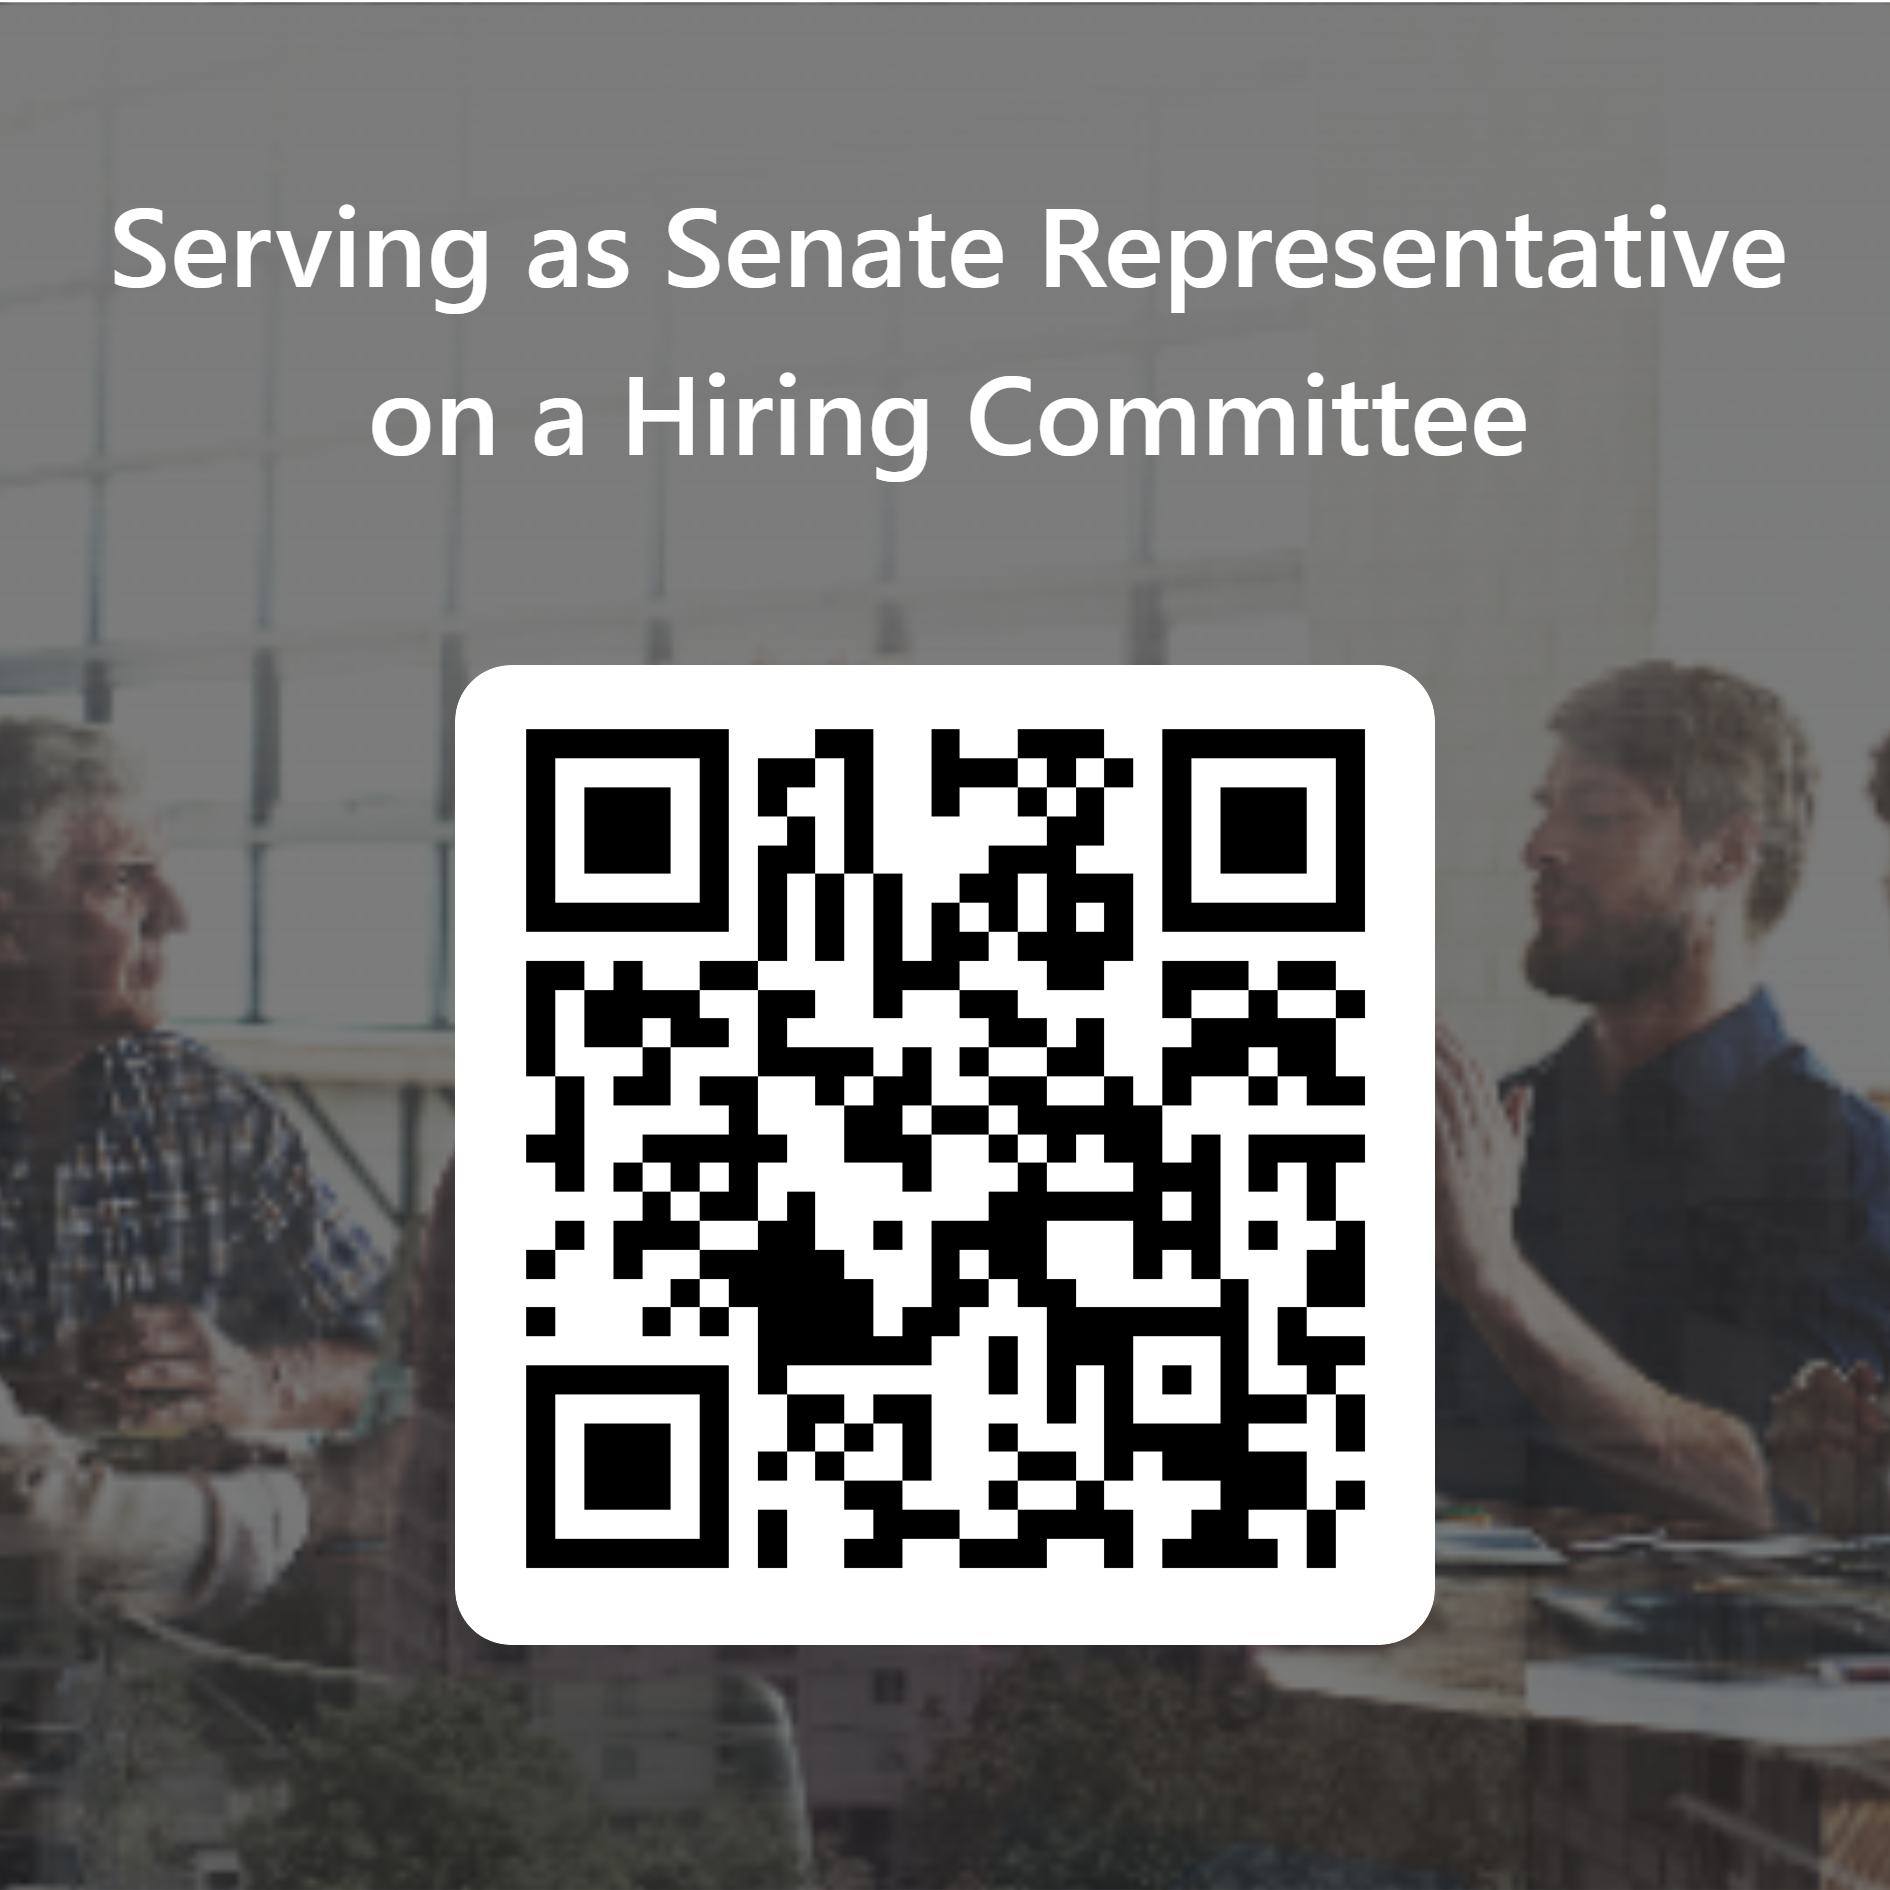 Serving as Senate Representative
on a Hiring Committee